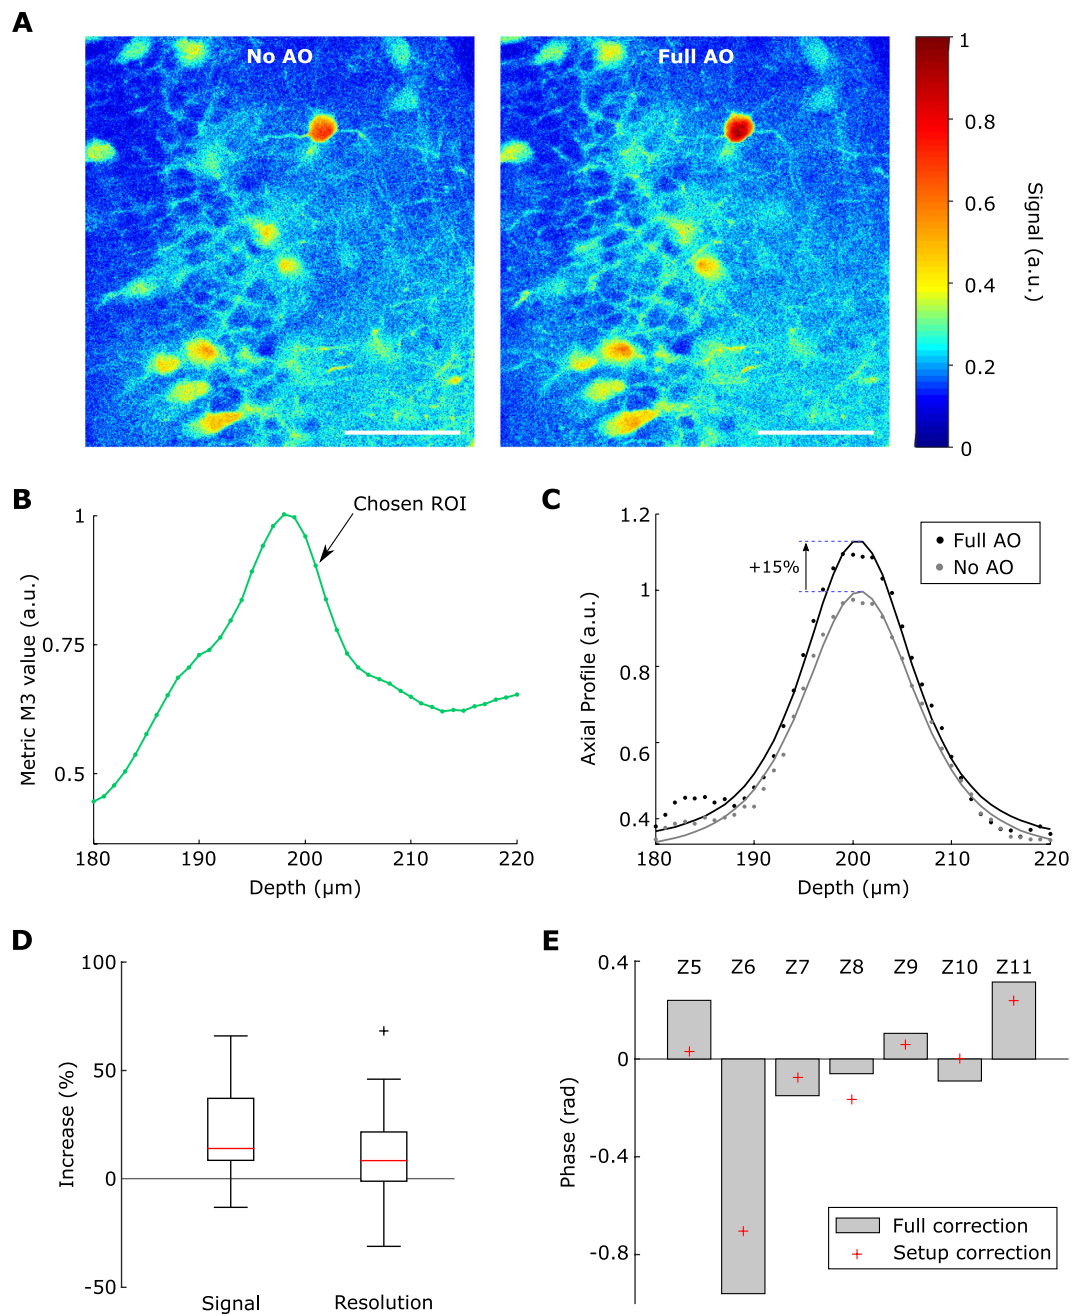 A
No AO
Full AO
1
0.8
0.6
0.4
0.2
0
Signal (a.u.)
B
Chosen ROI
1
0.75
0.5
Metric M3 value (a.u.)
180
190
200
210
220
Depth (µm)
C
1.2
1
0.8
0.6
0.4
Axial Profile (a.u.)
+15%
Full AO
No AO
180
190
200
210
220
Depth (µm)
D
100
50
0
-50
Increase (%)
Signal
Resolution
E
0.4
0
-0.4
-0.8
Phase (rad)
Z5 Z6 Z7 Z8 Z9 Z10 Z11
Full correction
Setup correction